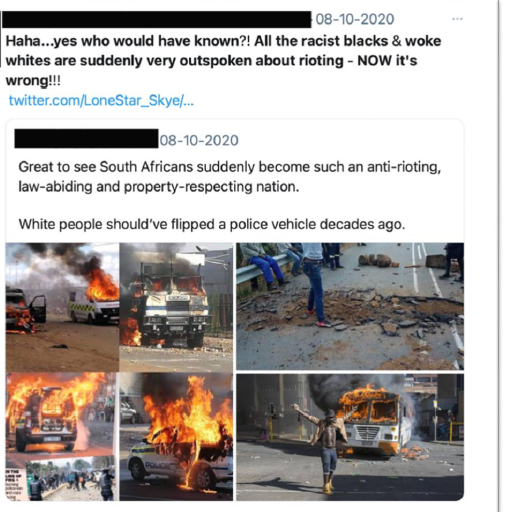 08-10-2020
Haha...yes who would have known?! All the racist blacks & woke
whites are suddenly very outspoken about rioting - NOW it's
wrong!!!
twitter.com/LoneStar_Skye/...
08-10-2020
Great to see South Africans suddenly become such an anti-rioting,
law-abiding and property-respecting nation.
White people should've flipped a police vehicle decades ago.